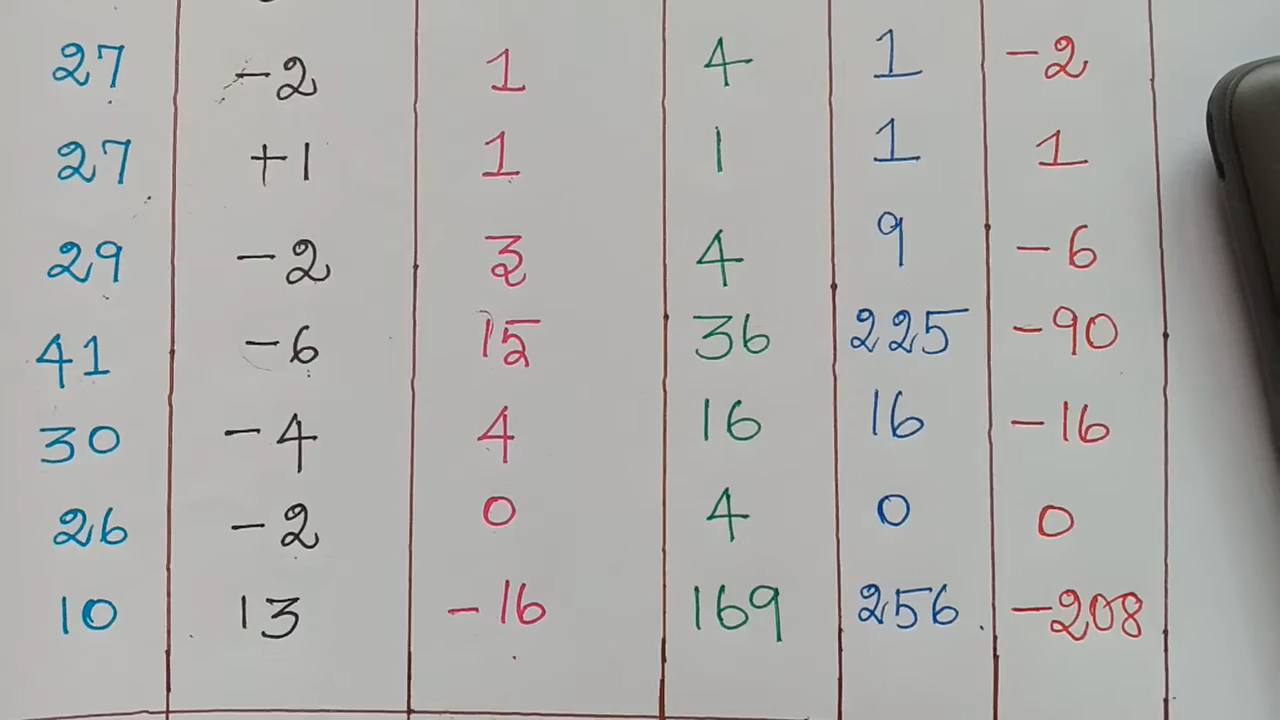 27 -2 1 4 1 -2
27 +1 1 1 1 1
29 -2 3 4 9 -6
41 -6 15 36 225 -90
30 -4 4 16 16 -16
26 -2 0 4 0 0
10 13 -16 169 256 -208